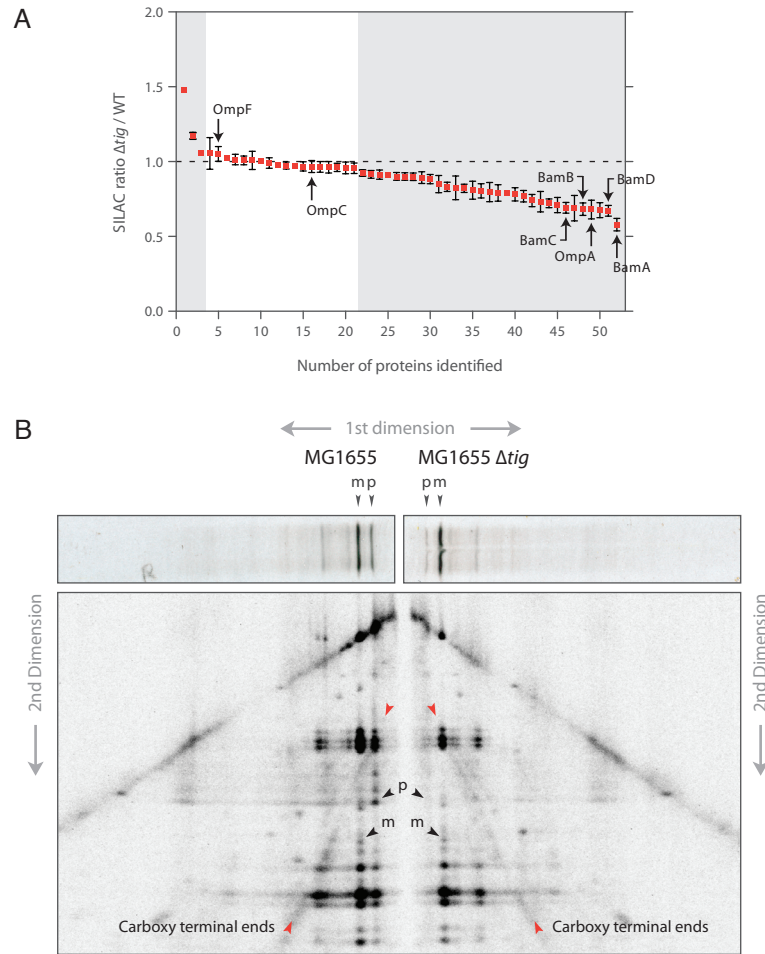 A
SILAC ratio Δtig / WT
2.0
1.5
1.0
0.5
0.0
OmpF
OmpC
BamB
BamD
BamC
OmpA
BamA
0 5 10 15 20 25 30 35 40 45 50
Number of proteins identified
B
1st dimension
MG1655 MG1655 Δtig
m p p m
2nd Dimension
2nd Dimension
p
m m
Carboxy terminal ends
Carboxy terminal ends